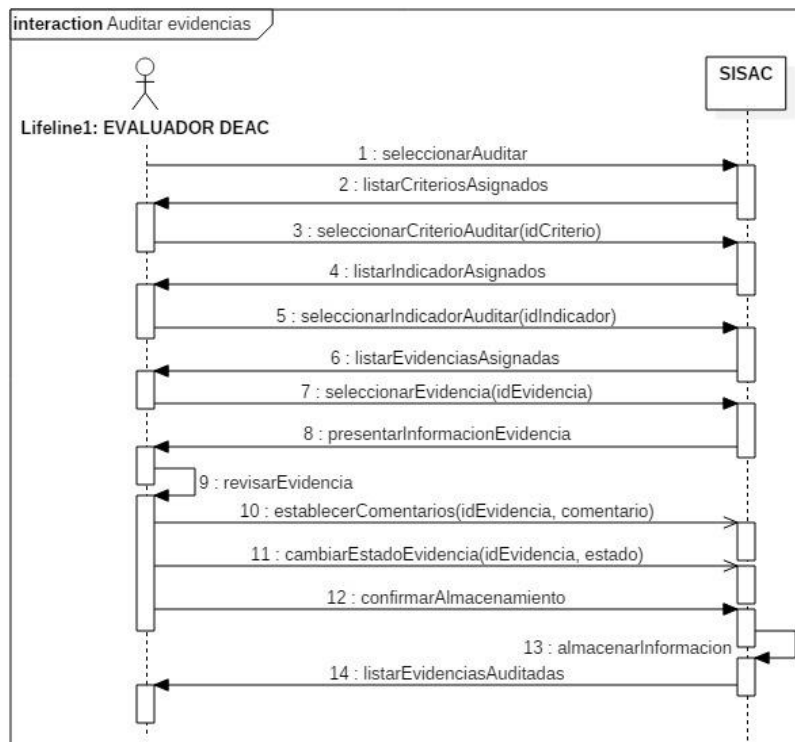 interaction Auditar evidencias
SISAC
Lifeline1: EVALUADOR DEAC
1 : seleccionarAuditar
2 : listarCriteriosAsignados
3 : seleccionarCriterioAuditar(idCriterio)
4 : listarIndicadorAsignados
5 : seleccionarIndicadorAuditar(idIndicador)
6 : listarEvidenciasAsignadas
7 : seleccionarEvidencia(idEvidencia)
8 : presentarInformacionEvidencia
9 : revisarEvidencia
10 : establecerComentarios(idEvidencia, comentario)
11 : cambiarEstadoEvidencia(idEvidencia, estado)
12 : confirmarAlmacenamiento
13 : almacenarInformacion
14 : listarEvidenciasAuditadas